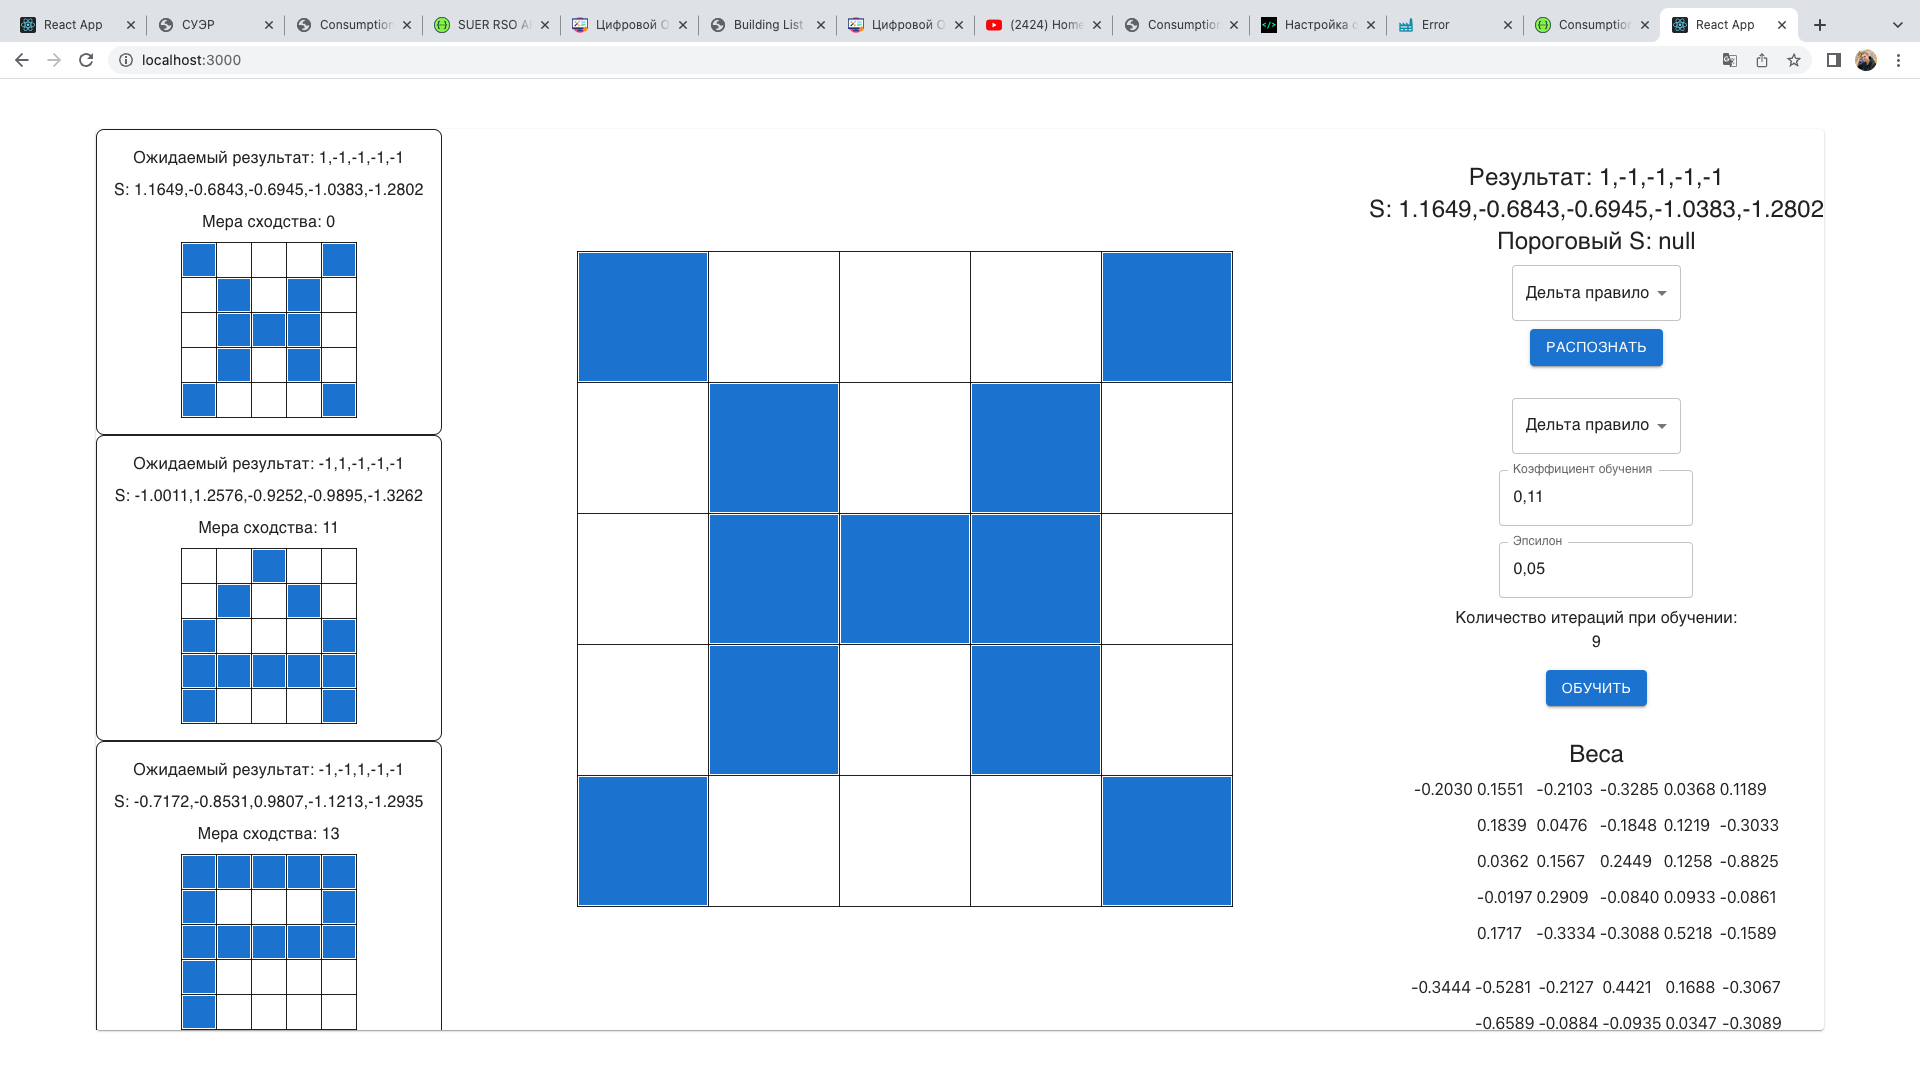 React App
СУЭР
Consumption
SUER RSO A
Цифровой О
Building List
Цифровой О
(2424) Home
Consumption
Настройка с
Error
Consumption
React App
localhost:3000
Ожидаемый результат: 1,-1,-1,-1,-1
S: 1.1649,-0.6843,-0.6945,-1.0383,-1.2802
Мера сходства: 0
Ожидаемый результат: -1,1,-1,-1,-1
S: -1.0011,1.2576,-0.9252,-0.9895,-1.3262
Мера сходства: 11
Ожидаемый результат: -1,-1,1,-1,-1
S: -0.7172,-0.8531,0.9807,-1.1213,-1.2935
Мера сходства: 13
Результат: 1,-1,-1,-1,-1
S: 1.1649,-0.6843,-0.6945,-1.0383,-1.2802
Пороговый S: null
Дельта правило
РАСПОЗНАТЬ
Дельта правило
Коэффициент обучения
0,11
Эпсилон
0,05
Количество итераций при обучении:
9
ОБУЧИТЬ
Веса
-0.2030 0.1551 -0.2103 -0.3285 0.0368 0.1189
0.1839 0.0476 -0.1848 0.1219 -0.3033
0.0362 0.1567 0.2449 0.1258 -0.8825
-0.0197 0.2909 -0.0840 0.0933 -0.0861
0.1717 -0.3334 -0.3088 0.5218 -0.1589
-0.3444 -0.5281 -0.2127 0.4421 0.1688 -0.3067
-0.6589 -0.0884 -0.0935 0.0347 -0.3089